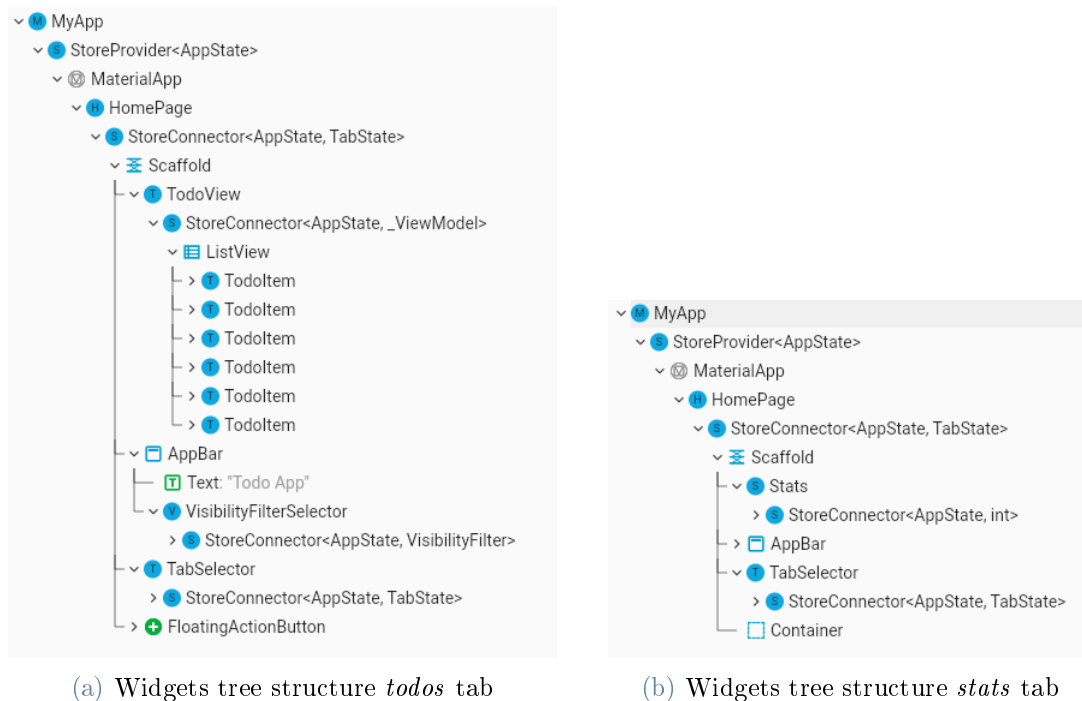 MyApp
StoreProvider<AppState>
MaterialApp
HomePage
StoreConnector<AppState, TabState>
Scaffold
TodoView
StoreConnector<AppState, _ViewModel>
ListView
TodoItem
TodoItem
TodoItem
TodoItem
TodoItem
TodoItem
AppBar
Text: "Todo App"
VisibilityFilterSelector
StoreConnector<AppState, VisibilityFilter>
TabSelector
StoreConnector<AppState, TabState>
FloatingActionButton
(a) Widgets tree structure todos tab
MyApp
StoreProvider<AppState>
MaterialApp
HomePage
StoreConnector<AppState, TabState>
Scaffold
Stats
StoreConnector<AppState, int>
AppBar
TabSelector
StoreConnector<AppState, TabState>
Container
(b) Widgets tree structure stats tab